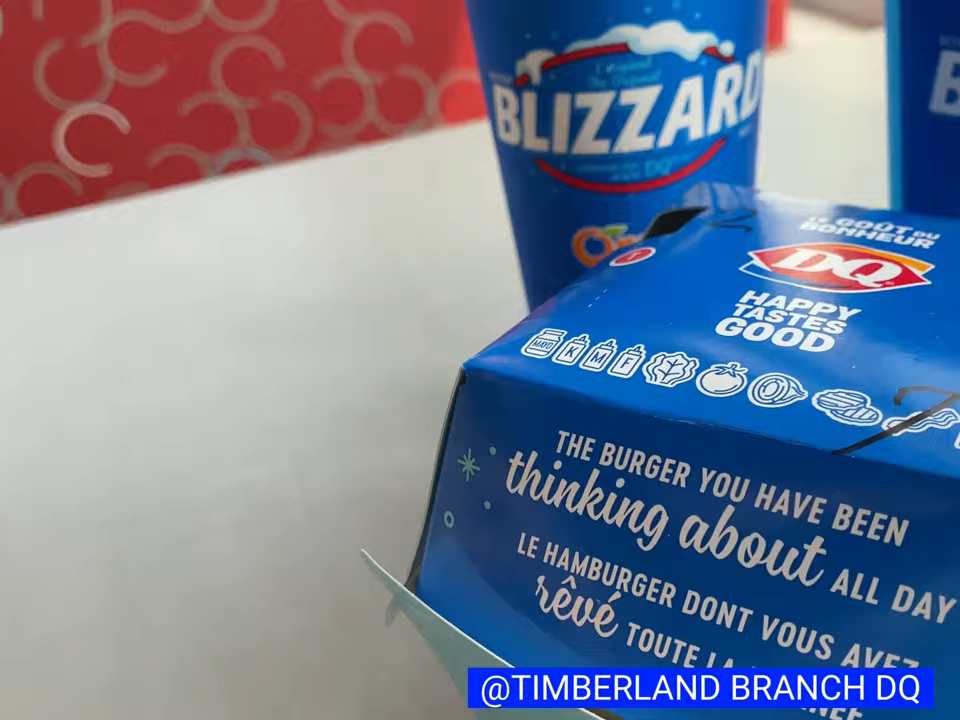 BLIZZARD
LE GOÛT DU
BONHEUR
DQ
HAPPY
TASTES
GOOD
MAYO K M F
THE BURGER YOU HAVE BEEN
thinking about ALL DAY
LE HAMBURGER DONT VOUS AVEZ
rêvé TOUTE LA
@TIMBERLAND BRANCH DQ